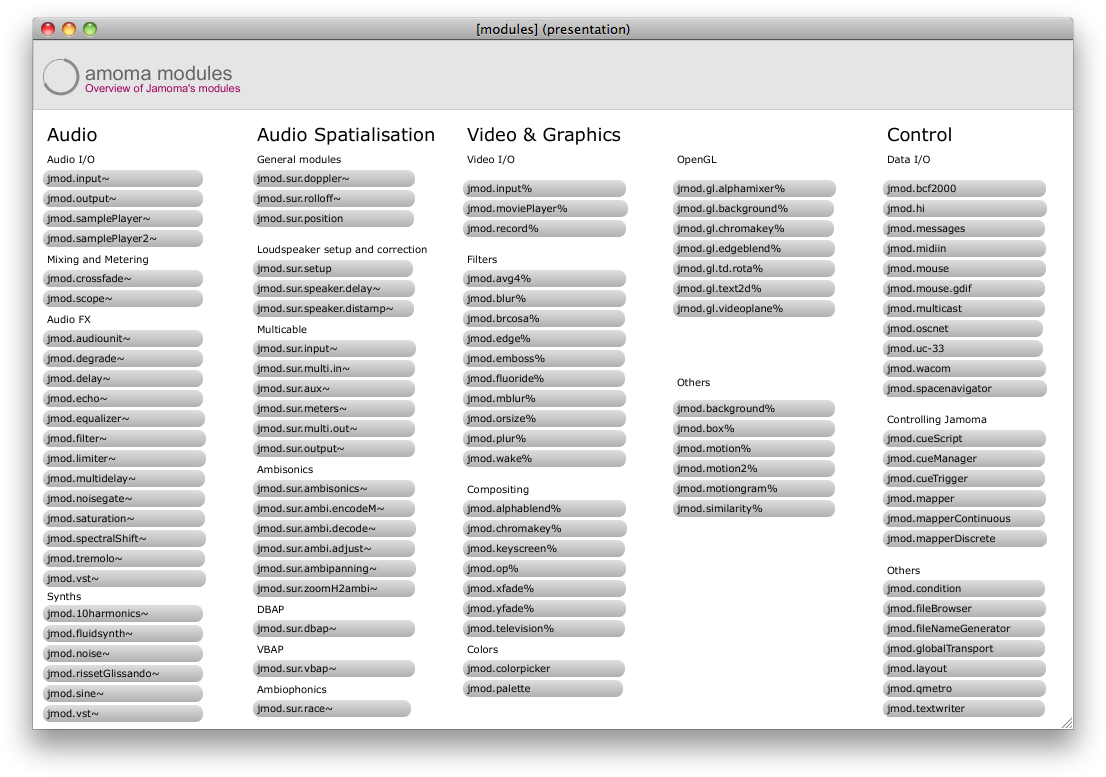 [modules] (presentation)
amoma modules
Overview of Jamoma's modules
Audio
Audio I/O
jmod.input~
jmod.output~
jmod.samplePlayer~
jmod.samplePlayer2~
Mixing and Metering
jmod.crossfade~
jmod.scope~
Audio FX
jmod.audiounit~
jmod.degrade~
jmod.delay~
jmod.echo~
jmod.equalizer~
jmod.filter~
jmod.limiter~
jmod.multidelay~
jmod.noisegate~
jmod.saturation~
jmod.spectralShift~
jmod.tremolo~
jmod.vst~
Synths
jmod.10harmonics~
jmod.fluidsynth~
jmod.noise~
jmod.rissetGlissando~
jmod.sine~
jmod.vst~
Audio Spatialisation
General modules
jmod.sur.doppler~
jmod.sur.rolloff~
jmod.sur.position
Loudspeaker setup and correction
jmod.sur.setup
jmod.sur.speaker.delay~
jmod.sur.speaker.distamp~
Multicable
jmod.sur.input~
jmod.sur.multi.in~
jmod.sur.aux~
jmod.sur.meters~
jmod.sur.multi.out~
jmod.sur.output~
Ambisonics
jmod.sur.ambisonics~
jmod.sur.ambi.encodeM~
jmod.sur.ambi.decode~
jmod.sur.ambi.adjust~
jmod.sur.ambipanning~
jmod.sur.zoomH2ambi~
DBAP
jmod.sur.dbap~
VBAP
jmod.sur.vbap~
Ambiophonics
jmod.sur.race~
Video & Graphics
Video I/O
jmod.input%
jmod.moviePlayer%
jmod.record%
Filters
jmod.avg4%
jmod.blur%
jmod.brcosa%
jmod.edge%
jmod.emboss%
jmod.fluoride%
jmod.mblur%
jmod.orsize%
jmod.plur%
jmod.wake%
Compositing
jmod.alphablend%
jmod.chromakey%
jmod.keyscreen%
jmod.op%
jmod.xfade%
jmod.yfade%
jmod.television%
Colors
jmod.colorpicker
jmod.palette
OpenGL
jmod.gl.alphamixer%
jmod.gl.background%
jmod.gl.chromakey%
jmod.gl.edgeblend%
jmod.gl.td.rota%
jmod.gl.text2d%
jmod.gl.videoplane%
Others
jmod.background%
jmod.box%
jmod.motion%
jmod.motion2%
jmod.motiongram%
jmod.similarity%
Control
Data I/O
jmod.bcf2000
jmod.hi
jmod.messages
jmod.midiin
jmod.mouse
jmod.mouse.gdif
jmod.multicast
jmod.oscnet
jmod.uc-33
jmod.wacom
jmod.spacenavigator
Controlling Jamoma
jmod.cueScript
jmod.cueManager
jmod.cueTrigger
jmod.mapper
jmod.mapperContinuous
jmod.mapperDiscrete
Others
jmod.condition
jmod.fileBrowser
jmod.fileNameGenerator
jmod.globalTransport
jmod.layout
jmod.qmetro
jmod.textwriter